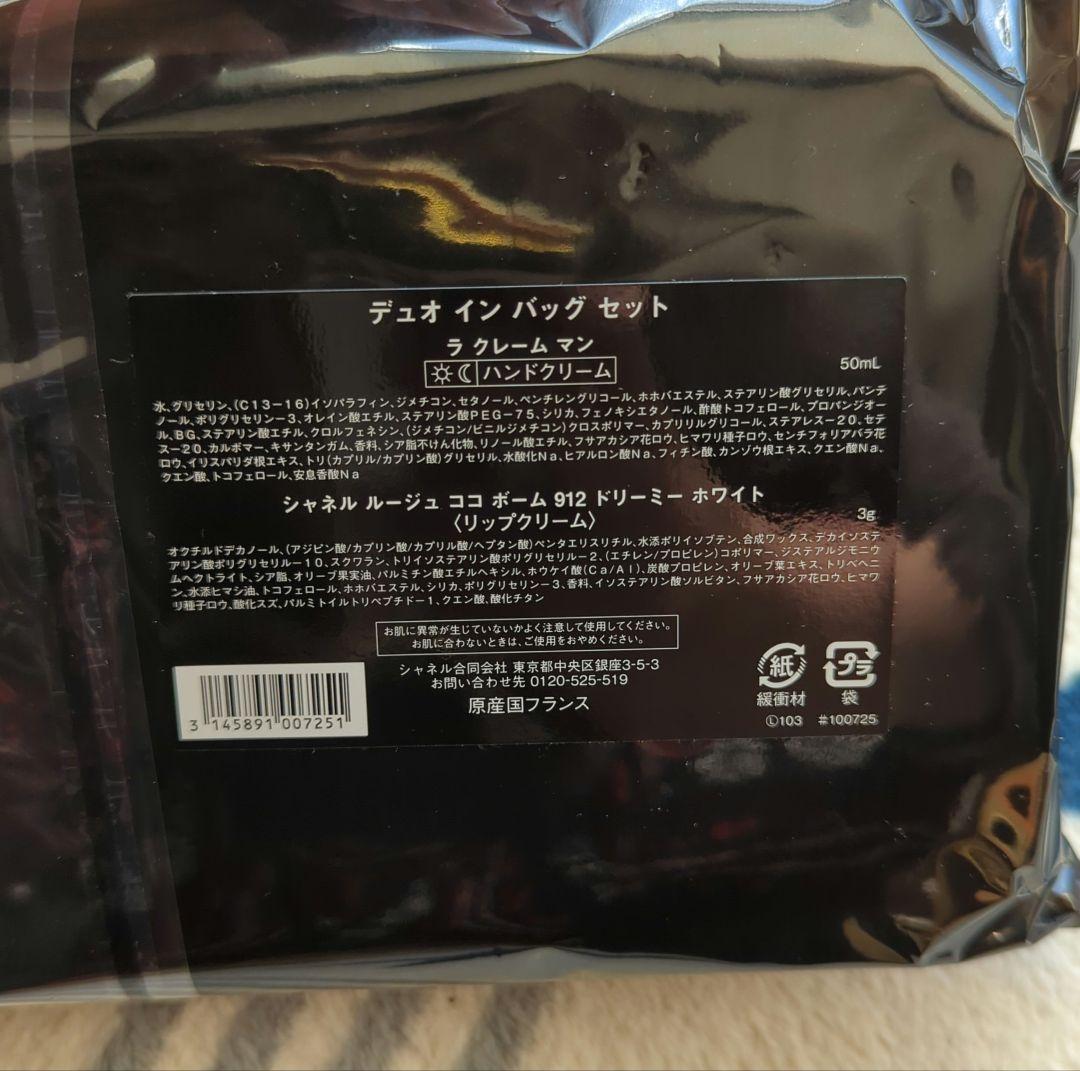 デュオ イン バッグ セット
ラ クレーム マン
ハンドクリーム
50mL
水、グリセリン、(C13-16)イソパラフィン、ジメチコン、セタノール、ペンチレングリコール、ホホバエステル、ステアリン酸グリセリル、パンテ
ノール、ポリグリセリン-3、オレイン酸エチル、ステアリン酸PEG-75、シリカ、フェノキシエタノール、酢酸トコフェロール、プロパンジオー
ル、BG、ステアリン酸エチル、クロルフェネシン、(ジメチコン/ビニルジメチコン)クロスポリマー、カプリリルグリコール、ステアレス-20、セテ
ス-20、カルボマー、キサンタンガム、香料、シア脂不けん化物、リノール酸エチル、フサアカシア花ロウ、ヒマワリ種子ロウ、センチフォリアバラ花
ロウ、イリスパリダ根エキス、トリ(カプリル/カプリン酸)グリセリル、水酸化Na、ヒアルロン酸Na、フィチン酸、カンゾウ根エキス、クエン酸Na、
クエン酸、トコフェロール、安息香酸Na
シャネル ルージュ ココ ボーム 912 ドリーミー ホワイト
〈リップクリーム〉
3g
オクチルドデカノール、(アジピン酸/カプリン酸/カプリル酸/ヘプタン酸)ペンタエリスリチル、水添ポリイソブテン、合成ワックス、デカイソステ
アリン酸ポリグリセリル-10、スクワラン、トリイソステアリン酸ポリグリセリル-2、(エチレン/プロピレン)コポリマー、ジステアルジモニウ
ムヘクトライト、シア脂、オリーブ果実油、パルミチン酸エチルヘキシル、ホウケイ酸(Ca/Al)、炭酸プロピレン、オリーブ葉エキス、トリベヘニ
ン、水添ヒマシ油、トコフェロール、ホホバエステル、シリカ、ポリグリセリン-3、香料、イソステアリン酸ソルビタン、フサアカシア花ロウ、ヒマワ
リ種子ロウ、酸化スズ、パルミトイルトリペプチド-1、クエン酸、酸化チタン
お肌に異常が生じていないかよく注意して使用してください。
お肌に合わないときは、ご使用をおやめください。
シャネル合同会社 東京都中央区銀座3-5-3
お問い合わせ先 0120-525-519
原産国フランス
3 145891 007251
紙
プラ
緩衝材
袋
Ⓛ103 #100725